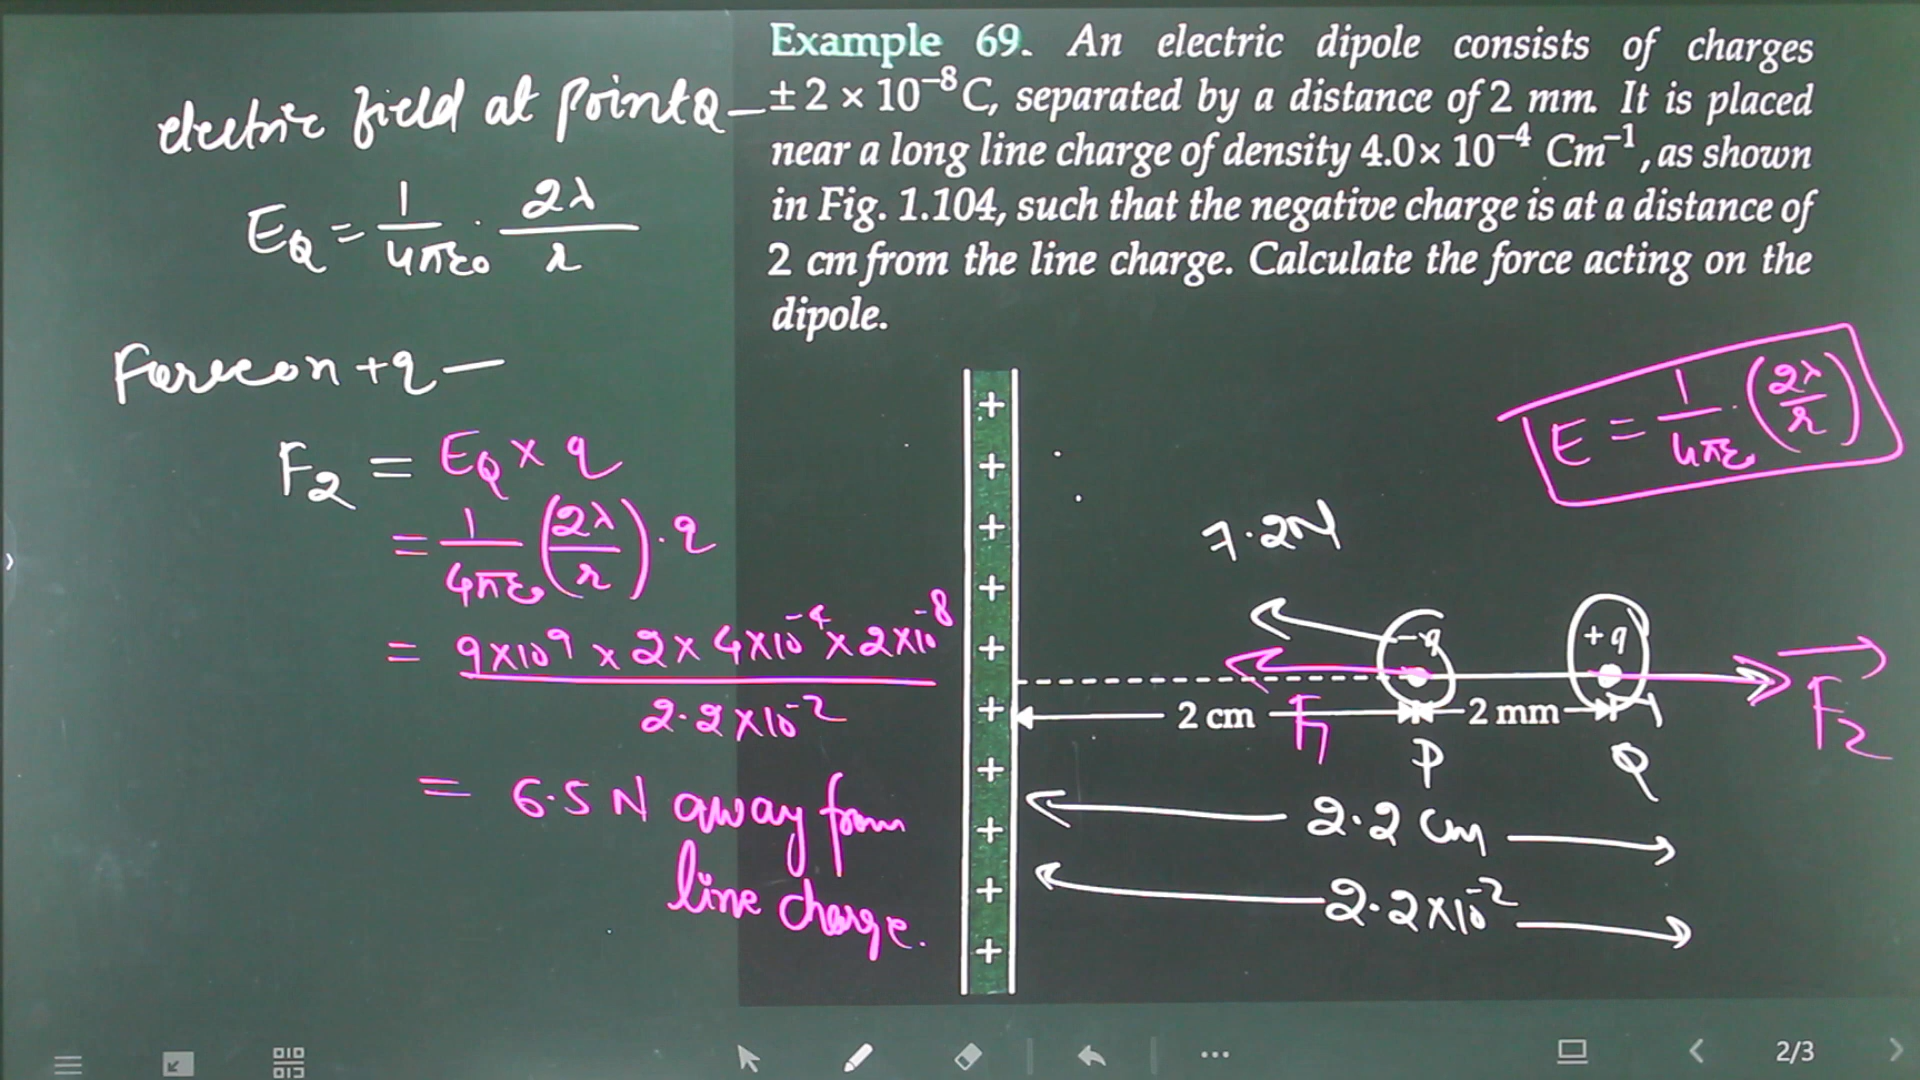 Example 69. An electric dipole consists of charges
± 2 × 10⁻⁸ C, separated by a distance of 2 mm. It is placed
near a long line charge of density 4.0× 10⁻⁴ Cm⁻¹, as shown
in Fig. 1.104, such that the negative charge is at a distance of
2 cm from the line charge. Calculate the force acting on the
dipole.
electric field at point Q —
E_Q = 1/4πε₀ · 2λ/r
Force on +q —
F₂ = E_Q × q
= 1/4πε₀ (2λ/r) · q
= 9×10⁹ × 2 × 4×10⁻⁴ × 2×10⁻⁸ / 2.2×10⁻²
= 6.5 N away from
line charge.
E = 1/4πε₀ · (2λ/r)
7.2N
-q +q
F₁ F₂
2 cm 2 mm
P Q
2.2 cm
2.2×10⁻²
+
+
+
+
+
+
+
+
+
+
2/3